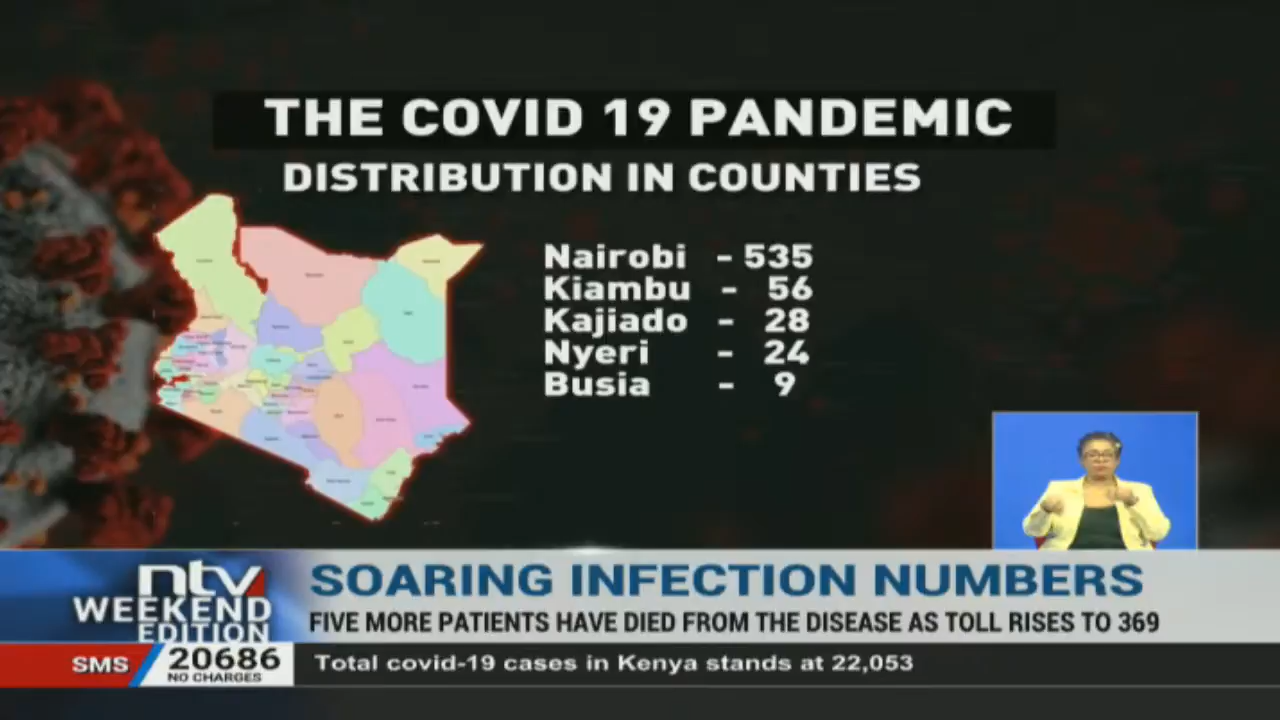 THE COVID 19 PANDEMIC
DISTRIBUTION IN COUNTIES
Nairobi - 535
Kiambu - 56
Kajiado - 28
Nyeri - 24
Busia - 9
ntv
WEEKEND
EDITION
SOARING INFECTION NUMBERS
FIVE MORE PATIENTS HAVE DIED FROM THE DISEASE AS TOLL RISES TO 369
SMS 20686
NO CHARGES
Total covid-19 cases in Kenya stands at 22,053